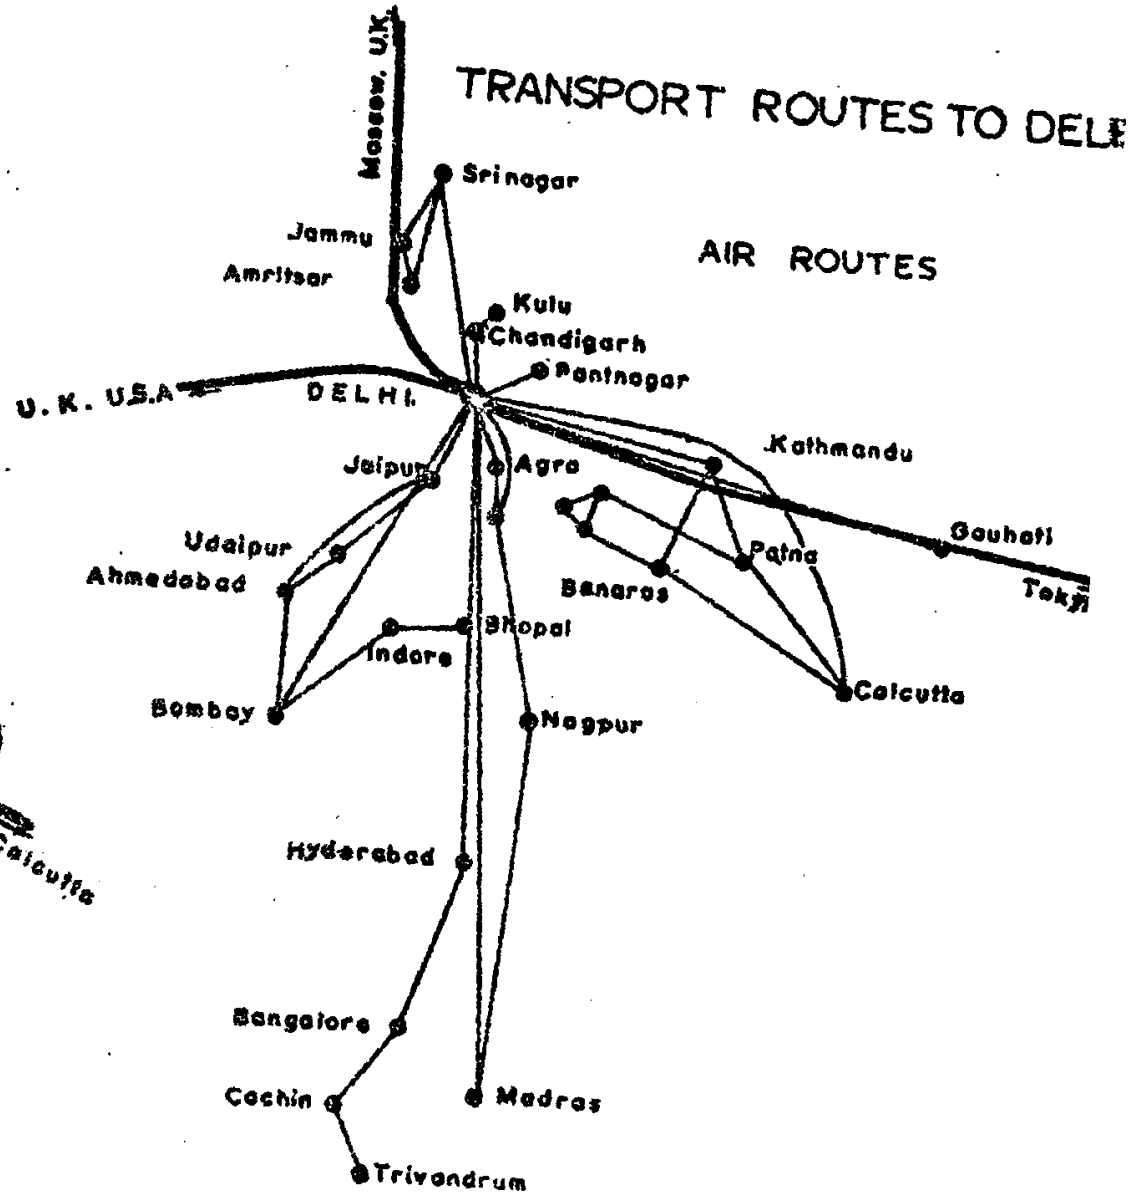 Moscow, U.K.
TRANSPORT ROUTES TO DEL
Srinagar
Jammu
AIR ROUTES
Amritsar
Kulu
Chandigarh
Pantnagar
U.K. U.S.A
DELHI.
Kathmandu
Jaipur
Agra
Udaipur
Gauhati
Patna
Ahmedabad
Banaras
Tokyo
Bhopal
Indore
Calcutta
Bombay
Nagpur
Hyderabad
Calcutta
Bangalore
Cochin
Madras
Trivandrum